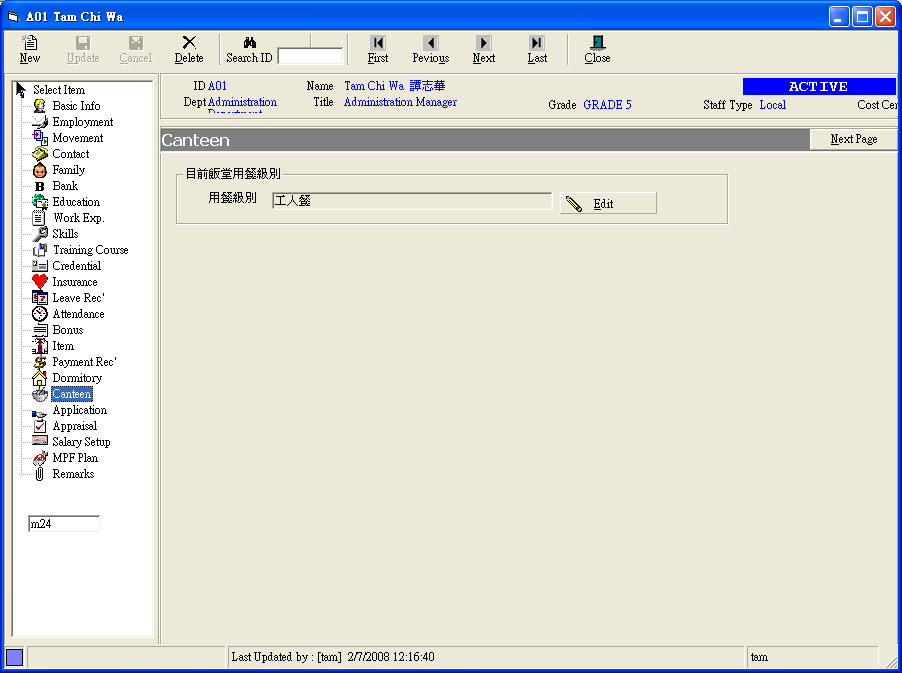 A01 Tam Chi Wa
New Update Cancel Delete Search ID First Pevious Next Last Close
ID A01 Name Tam Chi Wa 譚志華 ACTIVE
Dept Administration Title Administration Manager Grade GRADE 5 Staff Type Local Cost Cen
Department
Select Item
Basic Info
Employment
Movement
Contact
Family
Bank
Education
Work Exp.
Skills
Training Course
Credential
Insurance
Leave Rec'
Attendance
Bonus
Item
Payment Rec'
Dormitory
Canteen
Application
Appraisal
Salary Setup
MPF Plan
Remarks
m24
Canteen Next Page
目前飯堂用餐級別
用餐級別 工人餐 Edit
Last Updated by : [tam] 2/7/2008 12:16:40 tam